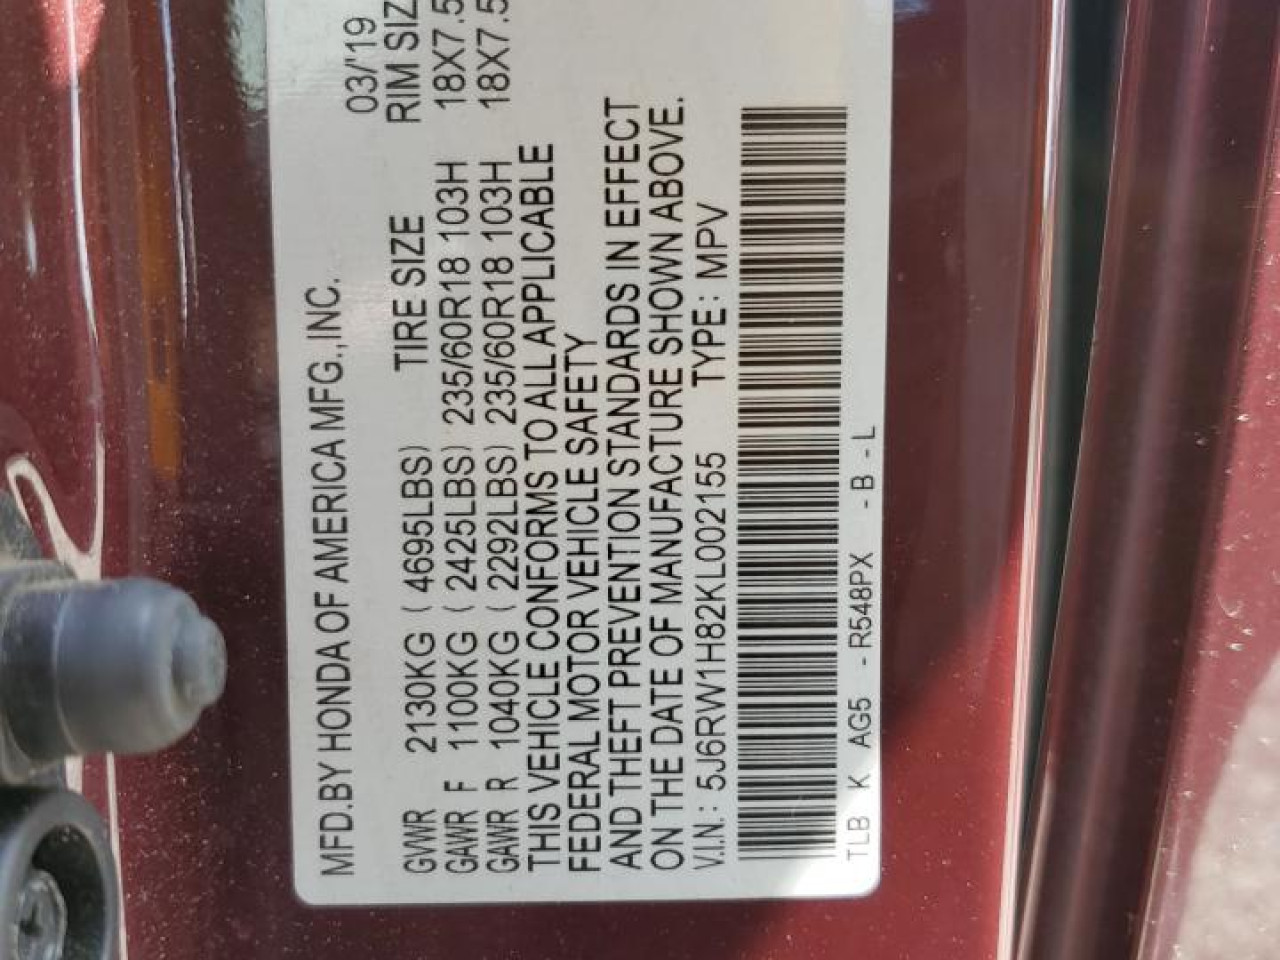 MFD.BY HONDA OF AMERICA MFG.,INC. 03/'19
GVWR 2130KG ( 4695LBS) TIRE SIZE RIM SIZ
GAWR F 1100KG ( 2425LBS) 235/60R18 103H 18X7.5
GAWR R 1040KG ( 2292LBS) 235/60R18 103H 18X7.5
THIS VEHICLE CONFORMS TO ALL APPLICABLE
FEDERAL MOTOR VEHICLE SAFETY
AND THEFT PREVENTION STANDARDS IN EFFECT
ON THE DATE OF MANUFACTURE SHOWN ABOVE.
V.I.N.: 5J6RW1H82KL002155 TYPE: MPV
TLB K AG5 -R548PX -B -L